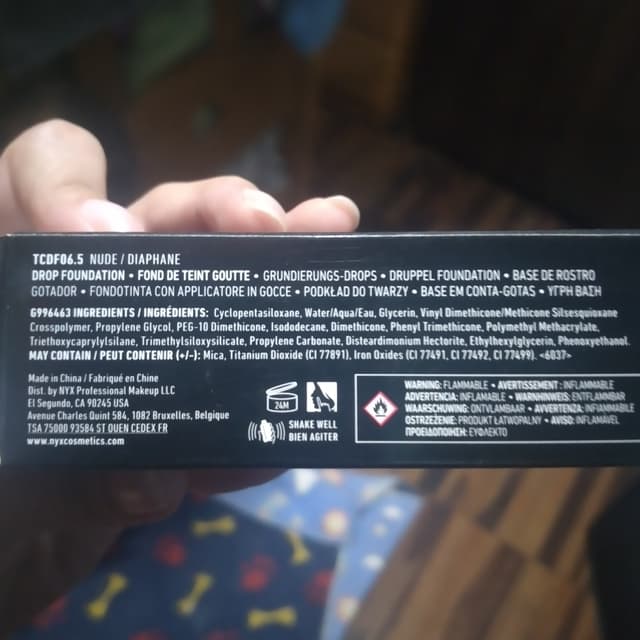 TCDF06.5 NUDE / DIAPHANE
DROP FOUNDATION • FOND DE TEINT GOUTTE • GRUNDIERUNGS-DROPS • DRUPPEL FOUNDATION • BASE DE ROSTRO
GOTADOR • FONDOTINTA CON APPLICATORE IN GOCCE • PODKŁAD DO TWARZY • BASE EM CONTA-GOTAS • ΥΓΡΗ ΒΑΣΗ
G996463 INGREDIENTS / INGRÉDIENTS: Cyclopentasiloxane, Water/Aqua/Eau, Glycerin, Vinyl Dimethicone/Methicone Silsesquioxane
Crosspolymer, Propylene Glycol, PEG-10 Dimethicone, Isododecane, Dimethicone, Phenyl Trimethicone, Polymethyl Methacrylate,
Triethoxycaprylylsilane, Trimethylsiloxysilicate, Propylene Carbonate, Disteardimonium Hectorite, Ethylhexylglycerin, Phenoxyethanol.
MAY CONTAIN / PEUT CONTENIR (+/-): Mica, Titanium Dioxide (CI 77891), Iron Oxides (CI 77491, CI 77492, CI 77499). <6037>
Made in China / Fabriqué en Chine
Dist. by NYX Professional Makeup LLC
El Segundo, CA 90245 USA
Avenue Charles Quint 584, 1082 Bruxelles, Belgique
TSA 75000 93584 ST OUEN CEDEX FR
www.nyxcosmetics.com
24M
SHAKE WELL
BIEN AGITER
WARNING: FLAMMABLE • AVERTISSEMENT: INFLAMMABLE
ADVERTENCIA: INFLAMABLE • WARNHINWEIS: ENTFLAMMBAR
WAARSCHUWING: ONTVLAMBAAR • AVVERTENZA: INFIAMMABILE
OSTRZEŻENIE: PRODUKT ŁATWOPALNY • AVISO: INFLAMÁVEL
ΠΡΟΕΙΔΟΠΟΙΗΣΗ: ΕΥΦΛΕΚΤΟ